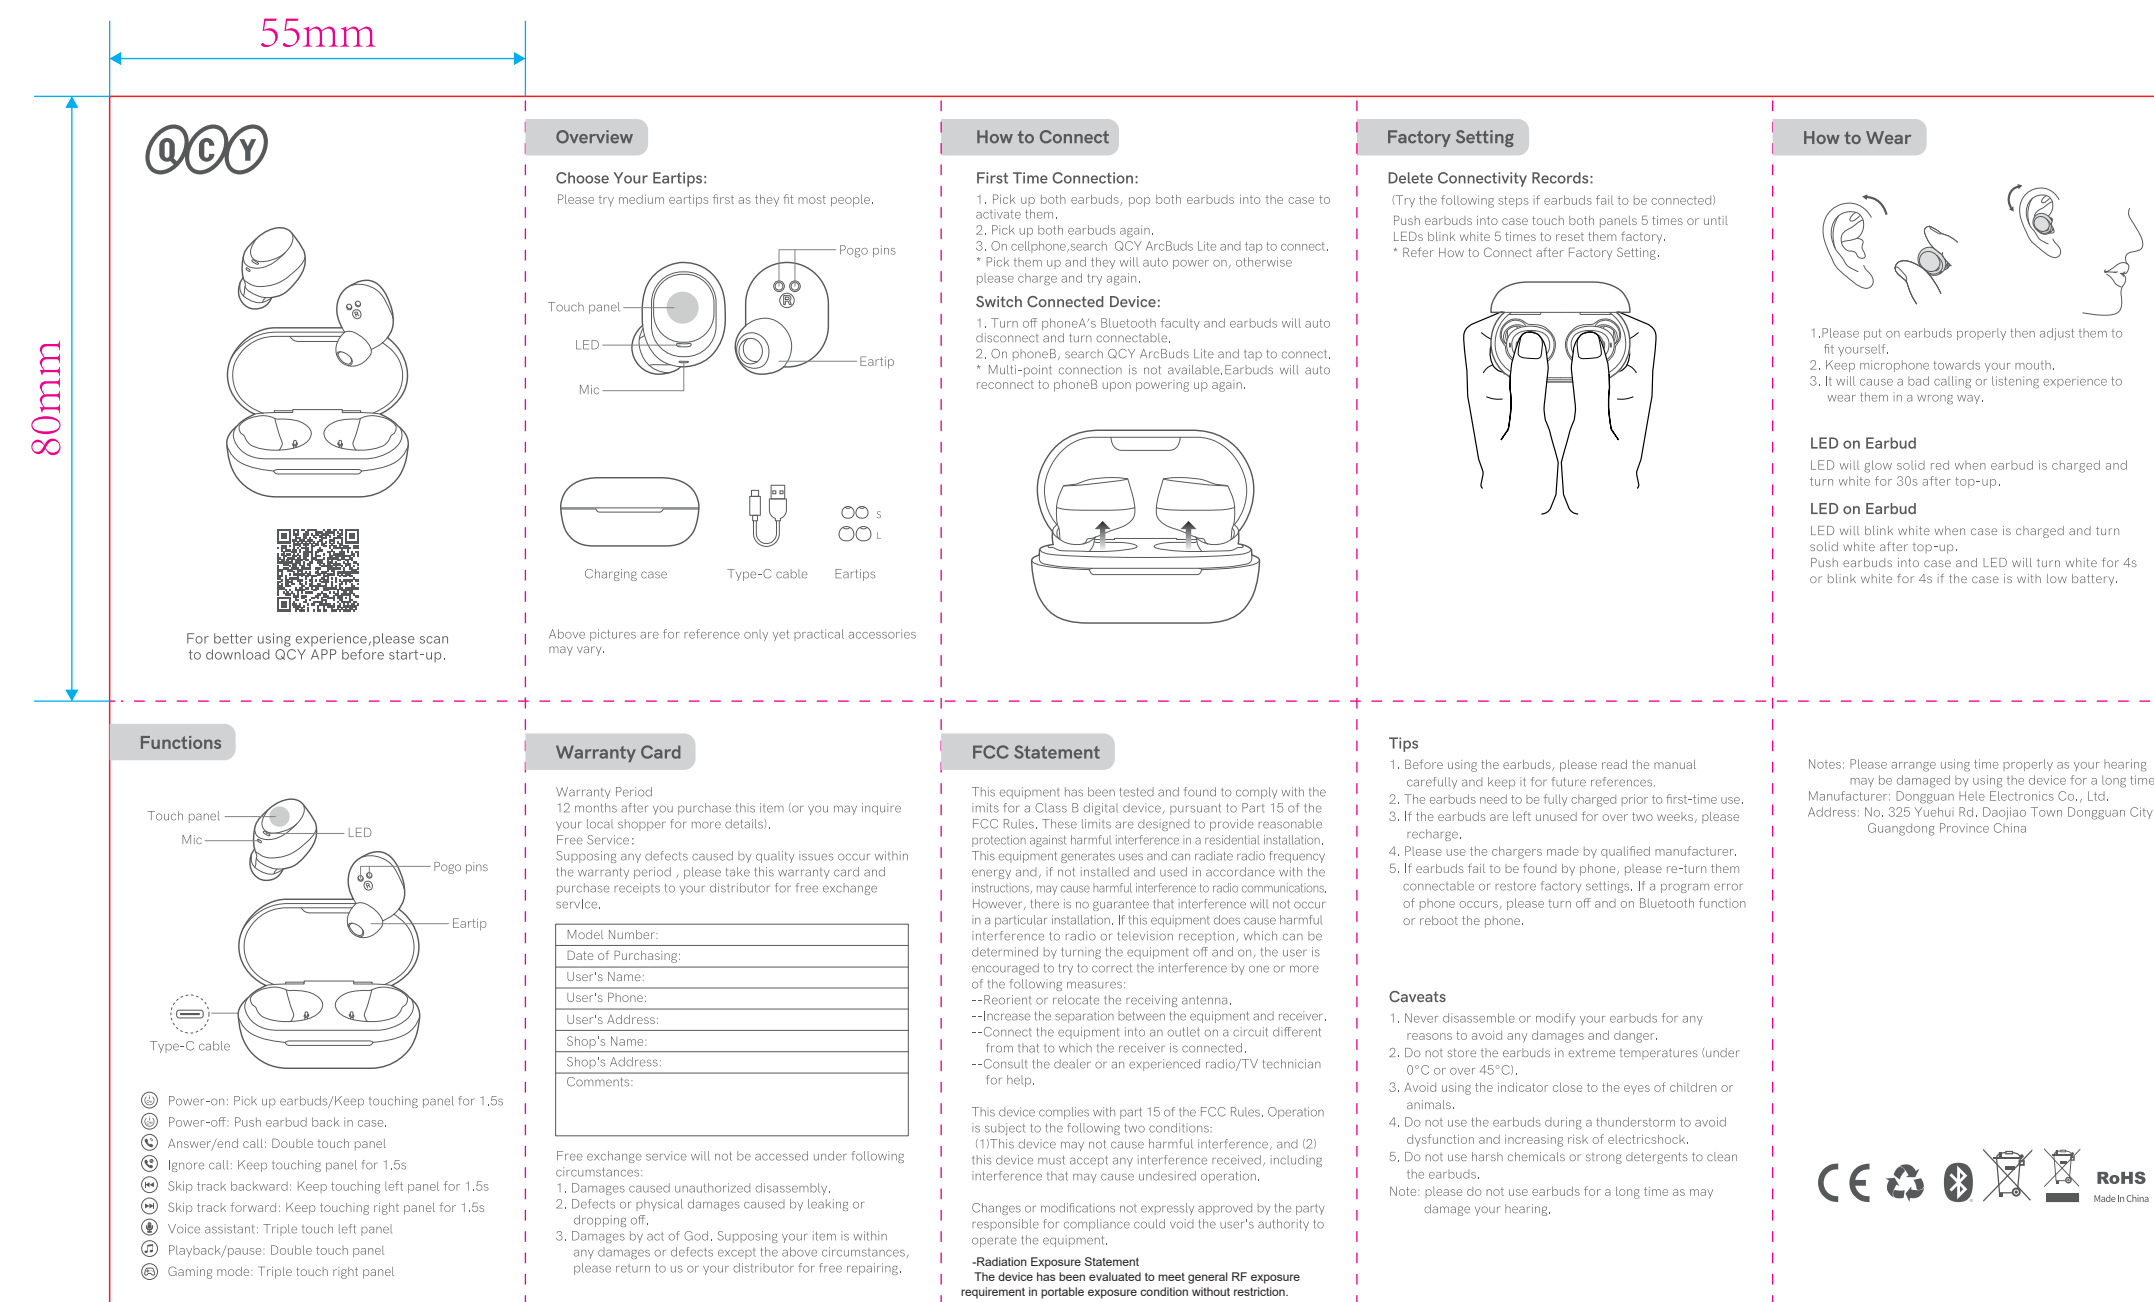 55mm
80mm
QCY
For better using experience,please scan
to download QCY APP before start-up.
Overview
Choose Your Eartips:
Please try medium eartips first as they fit most people.
Pogo pins
Touch panel
LED
Eartip
Mic
R
S
L
Charging case
Type-C cable
Eartips
Above pictures are for reference only yet practical accessories
may vary.
How to Connect
First Time Connection:
1. Pick up both earbuds, pop both earbuds into the case to
activate them.
2. Pick up both earbuds again.
3. On cellphone,search QCY ArcBuds Lite and tap to connect.
* Pick them up and they will auto power on, otherwise
please charge and try again.
Switch Connected Device:
1. Turn off phoneA's Bluetooth faculty and earbuds will auto
disconnect and turn connectable.
2. On phoneB, search QCY ArcBuds Lite and tap to connect.
* Multi-point connection is not available.Earbuds will auto
reconnect to phoneB upon powering up again.
Factory Setting
Delete Connectivity Records:
(Try the following steps if earbuds fail to be connected)
Push earbuds into case touch both panels 5 times or until
LEDs blink white 5 times to reset them factory.
* Refer How to Connect after Factory Setting.
How to Wear
1.Please put on earbuds properly then adjust them to
fit yourself.
2. Keep microphone towards your mouth.
3. It will cause a bad calling or listening experience to
wear them in a wrong way.
LED on Earbud
LED will glow solid red when earbud is charged and
turn white for 30s after top-up.
LED on Earbud
LED will blink white when case is charged and turn
solid white after top-up.
Push earbuds into case and LED will turn white for 4s
or blink white for 4s if the case is with low battery.
Functions
Touch panel
LED
Mic
Pogo pins
R
Eartip
Type-C cable
Power-on: Pick up earbuds/Keep touching panel for 1.5s
Power-off: Push earbud back in case.
Answer/end call: Double touch panel
Ignore call: Keep touching panel for 1.5s
Skip track backward: Keep touching left panel for 1.5s
Skip track forward: Keep touching right panel for 1.5s
Voice assistant: Triple touch left panel
Playback/pause: Double touch panel
Gaming mode: Triple touch right panel
Warranty Card
Warranty Period
12 months after you purchase this item (or you may inquire
your local shopper for more details).
Free Service:
Supposing any defects caused by quality issues occur within
the warranty period , please take this warranty card and
purchase receipts to your distributor for free exchange
servIce.
Model Number:
Date of Purchasing:
User's Name:
User's Phone:
User's Address:
Shop's Name:
Shop's Address:
Comments:
Free exchange service will not be accessed under following
circumstances:
1. Damages caused unauthorized disassembly.
2. Defects or physical damages caused by leaking or
dropping off.
3. Damages by act of God. Supposing your item is within
any damages or defects except the above circumstances,
please return to us or your distributor for free repairing.
FCC Statement
This equipment has been tested and found to comply with the
imits for a Class B digital device, pursuant to Part 15 of the
FCC Rules. These limits are designed to provide reasonable
protection against harmful interference in a residential installation.
This equipment generates uses and can radiate radio frequency
energy and, if not installed and used in accordance with the
instructions, may cause harmful interference to radio communications.
However, there is no guarantee that interference will not occur
in a particular installation. If this equipment does cause harmful
interference to radio or television reception, which can be
determined by turning the equipment off and on, the user is
encouraged to try to correct the interference by one or more
of the following measures:
--Reorient or relocate the receiving antenna.
--Increase the separation between the equipment and receiver.
--Connect the equipment into an outlet on a circuit different
from that to which the receiver is connected.
--Consult the dealer or an experienced radio/TV technician
for help.
This device complies with part 15 of the FCC Rules. Operation
is subject to the following two conditions:
(1)This device may not cause harmful interference, and (2)
this device must accept any interference received, including
interference that may cause undesired operation.
Changes or modifications not expressly approved by the party
responsible for compliance could void the user's authority to
operate the equipment.
-Radiation Exposure Statement
The device has been evaluated to meet general RF exposure
requirement in portable exposure condition without restriction.
Tips
1. Before using the earbuds, please read the manual
carefully and keep it for future references.
2. The earbuds need to be fully charged prior to first-time use.
3. If the earbuds are left unused for over two weeks, please
recharge.
4. Please use the chargers made by qualified manufacturer.
5. If earbuds fail to be found by phone, please re-turn them
connectable or restore factory settings. If a program error
of phone occurs, please turn off and on Bluetooth function
or reboot the phone.
Caveats
1. Never disassemble or modify your earbuds for any
reasons to avoid any damages and danger.
2. Do not store the earbuds in extreme temperatures (under
0°C or over 45°C).
3. Avoid using the indicator close to the eyes of children or
animals.
4. Do not use the earbuds during a thunderstorm to avoid
dysfunction and increasing risk of electricshock.
5. Do not use harsh chemicals or strong detergents to clean
the earbuds.
Note: please do not use earbuds for a long time as may
damage your hearing.
Notes: Please arrange using time properly as your hearing
may be damaged by using the device for a long time
Manufacturer: Dongguan Hele Electronics Co., Ltd.
Address: No. 325 Yuehui Rd. Daojiao Town Dongguan City
Guangdong Province China
CE
RoHS
Made In China